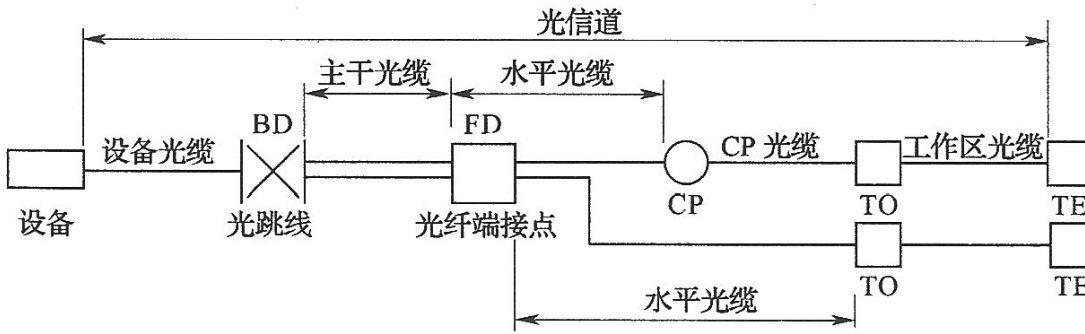 光信道
主干光缆
水平光缆
BD
FD
设备光缆
CP 光缆
工作区光缆
设备
光跳线
光纤端接点
CP
TO
TE
TO
TE
水平光缆